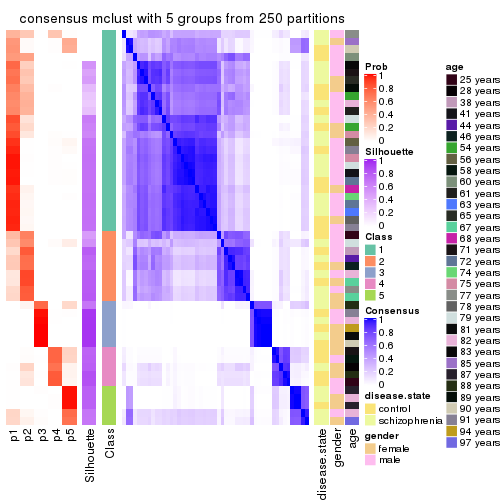 consensus mclust with 5 groups from 250 partitions
Prob
1
0.8
0.6
0.4
0.2
0
Silhouette
1
0.8
0.6
0.4
0.2
0
Class
1
2
3
4
5
Consensus
1
0.8
0.6
0.4
0.2
0
disease.state
control
schizophrenia
gender
female
male
age
25 years
28 years
38 years
41 years
44 years
46 years
54 years
56 years
58 years
60 years
61 years
63 years
65 years
67 years
68 years
71 years
72 years
74 years
75 years
77 years
78 years
79 years
81 years
82 years
83 years
85 years
87 years
88 years
89 years
90 years
91 years
94 years
97 years
p1
p2
p3
p4
p5
Silhouette
Class
disease.state
gender
age